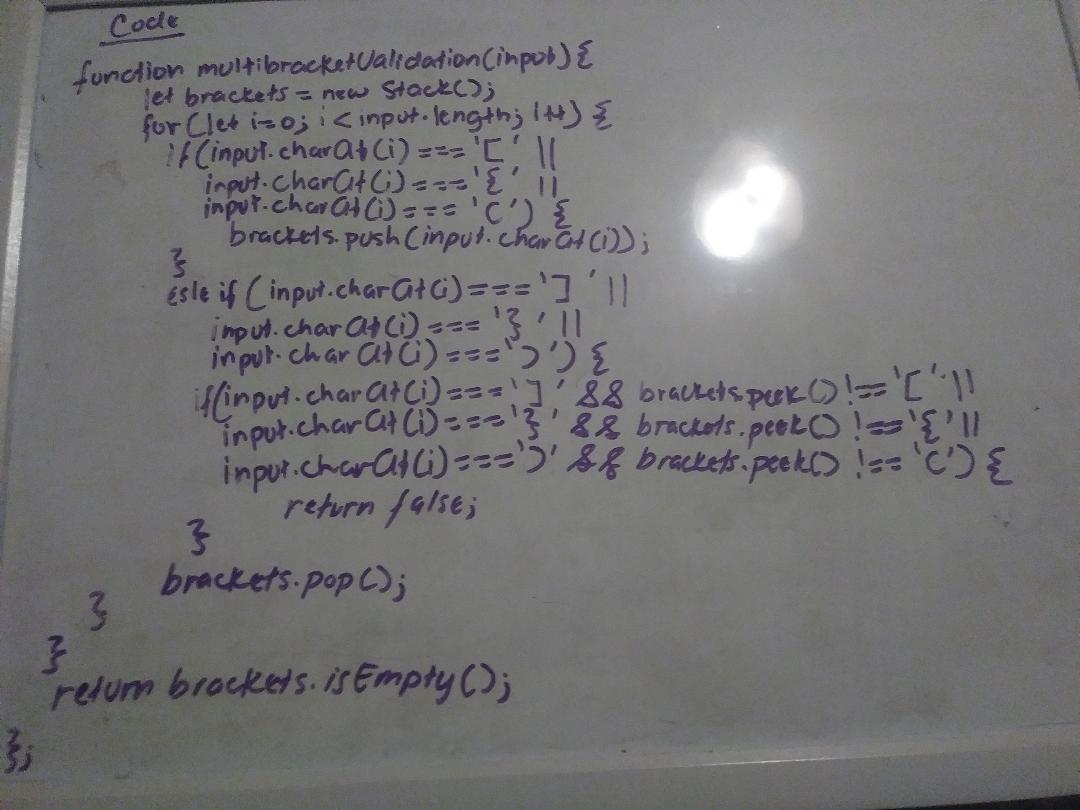 Code
function multibracketValidation(input){
let brackets = new Stack();
for(let i=0; i < input.length; i++) {
if(input.charAt(i) === '[' ||
input.charAt(i) === '{' ||
input.charAt(i) === '(') {
brackets.push(input.charAt(i));
}
esle if (input.charAt(i) === ']' ||
input.charAt(i) === '}' ||
input.charAt(i) === ')') {
if(input.charAt(i) === ']' && brackets.peek() !== '[' ||
input.charAt(i) === '}' && brackets.peek() !== '{' ||
input.charAt(i) === ')' && brackets.peek() !== '(') {
return false;
}
brackets.pop();
}
}
return brackets.isEmpty();
};